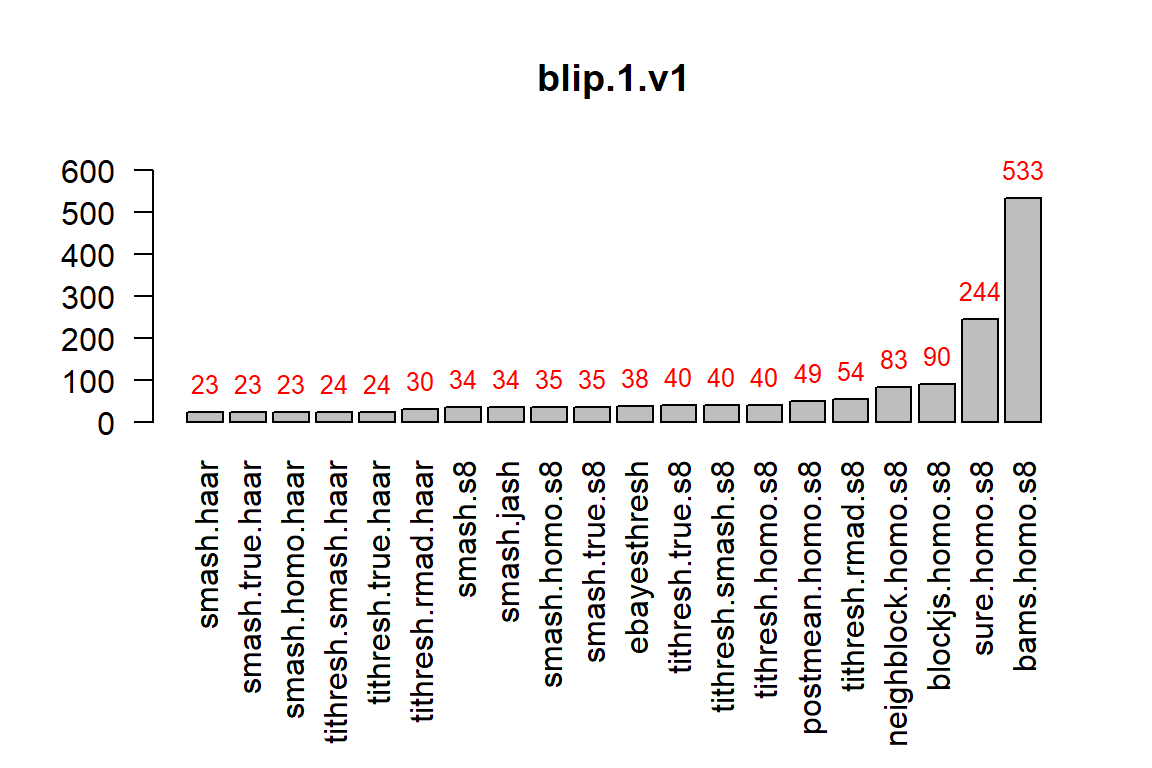 blip.1.v1
600
500
400
300
200
100
0
23 23 23 24 24 30 34 34 35 35 38 40 40 40 49 54 83 90 244 533
smash.haar
smash.true.haar
smash.homo.haar
tithresh.smash.haar
tithresh.true.haar
tithresh.rmad.haar
smash.s8
smash.jash
smash.homo.s8
smash.true.s8
ebayesthresh
tithresh.true.s8
tithresh.smash.s8
tithresh.homo.s8
postmean.homo.s8
tithresh.rmad.s8
neighblock.homo.s8
blockjs.homo.s8
sure.homo.s8
bams.homo.s8